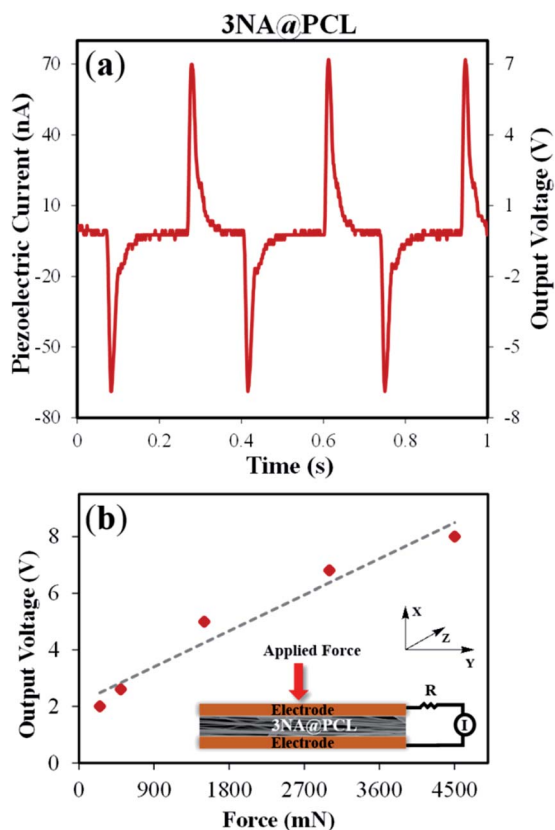 3NA@PCL
(a)
Piezoelectric Current (nA)
70
40
10
-20
-50
-80
Output Voltage (V)
7
4
1
-2
-5
-8
0
0.2
0.4
0.6
0.8
1
Time (s)
(b)
Output Voltage (V)
8
6
4
2
0
X
Z
Y
Applied Force
R
Electrode
3NA@PCL
I
Electrode
0
900
1800
2700
3600
4500
Force (mN)